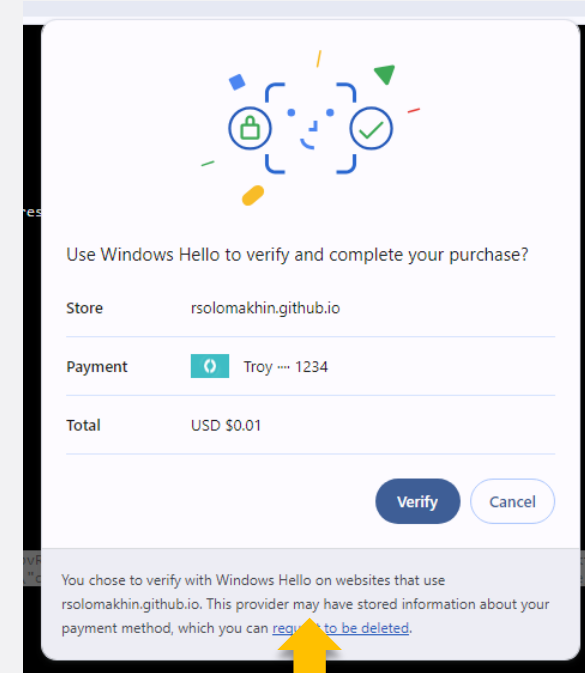 res
Use Windows Hello to verify and complete your purchase?
Store rsolomakhin.github.io
Payment Troy ···· 1234
Total USD $0.01
Verify Cancel
You chose to verify with Windows Hello on websites that use
rsolomakhin.github.io. This provider may have stored information about your
payment method, which you can to be deleted.